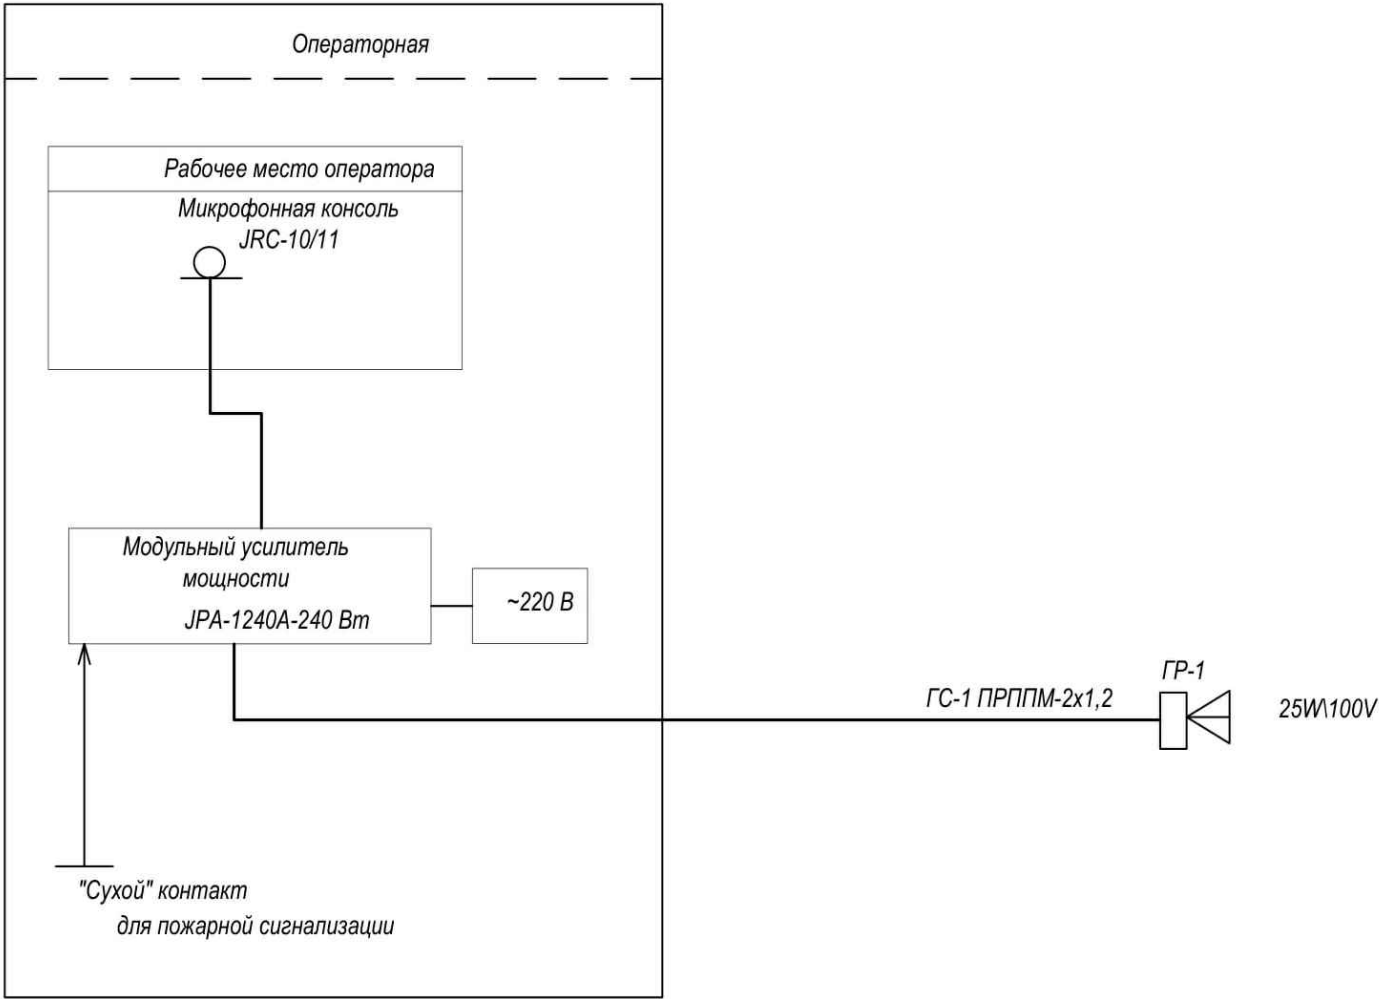 Операторная
Рабочее место оператора
Микрофонная консоль
JRC-10/11
Модульный усилитель
мощности
JPA-1240A-240 Вт
~220 В
ГР-1
ГС-1 ПРППМ-2х1,2
25W\100V
"Сухой" контакт
для пожарной сигнализации